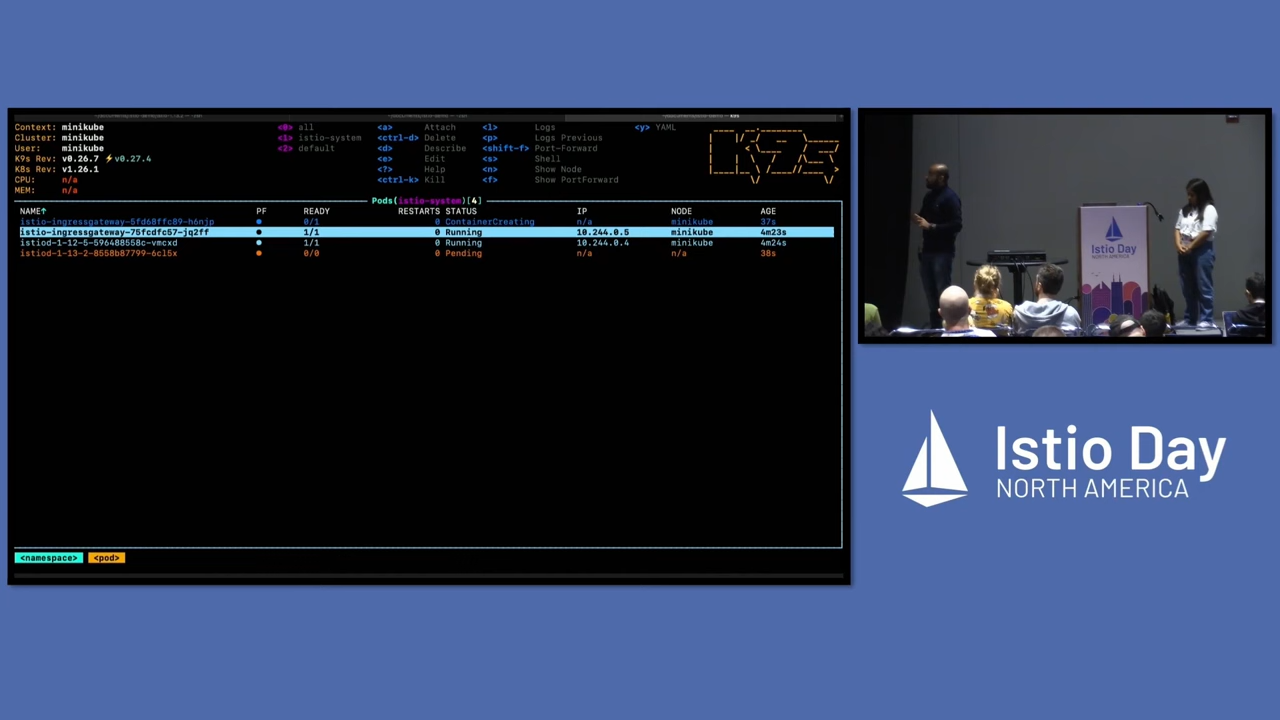 Context: minikube <0> all <a> Attach <l> Logs <y> YAML
Cluster: minikube <1> istio-system <ctrl-d> Delete <p> Logs Previous
User: minikube <2> default <d> Describe <shift-f> Port-Forward
K9s Rev: v0.26.7 ⚡v0.27.4 <e> Edit <s> Shell
K8s Rev: v1.26.1 <?> Help <n> Show Node
CPU: n/a <ctrl-k> Kill <f> Show PortForward
MEM: n/a
K9s
Pods(istio-system)[4]
NAME↑ PF READY RESTARTS STATUS IP NODE AGE
istio-ingressgateway-5fd68ffc89-h6njp ● 0/1 0 ContainerCreating n/a minikube 37s
istio-ingressgateway-75fcdfc57-jq2ff ● 1/1 0 Running 10.244.0.5 minikube 4m23s
istiod-1-12-5-596488558c-vmcxd ● 1/1 0 Running 10.244.0.4 minikube 4m24s
istiod-1-13-2-8558b87799-6cl5x ● 0/0 0 Pending n/a n/a 38s
<namespace> <pod>
Istio Day
NORTH AMERICA
Istio Day
NORTH AMERICA